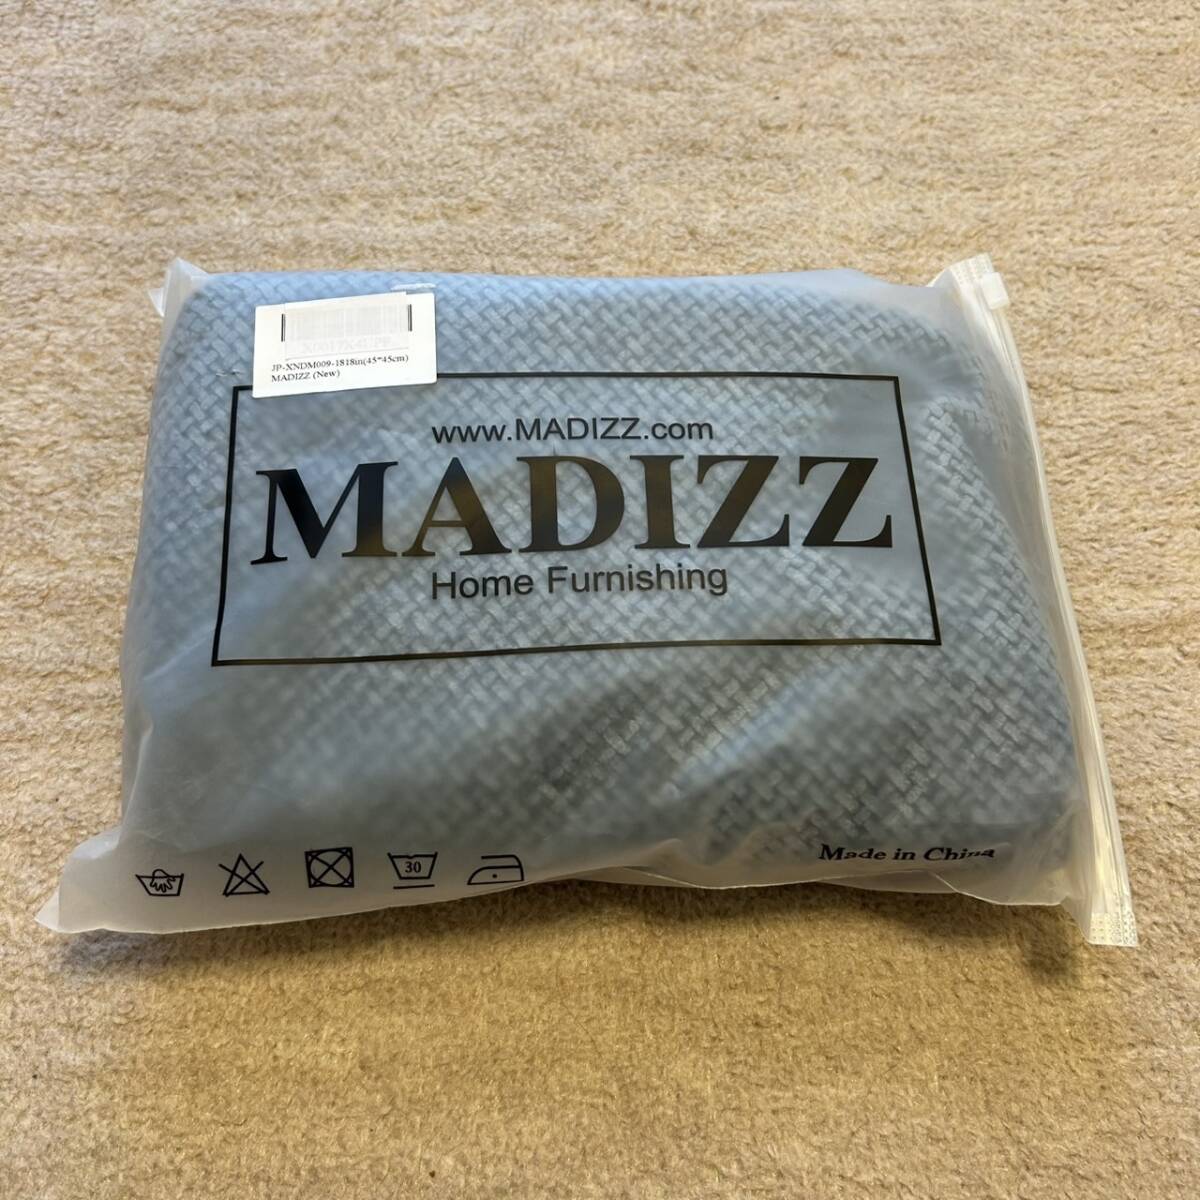 JP-XNDM009-1818in(45*45cm)
MADIZZ (New)
www.MADIZZ.com
MADIZZ
Home Furnishing
30
Made in China